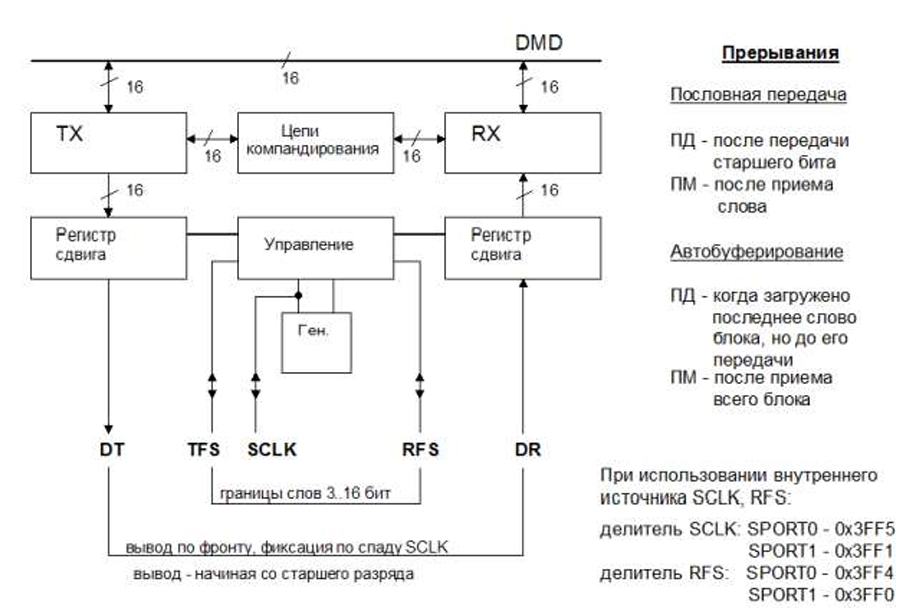 DMD
16
16
16
TX
Цепи
компандирования
RX
16
16
16
16
Регистр
сдвига
Управление
Регистр
сдвига
Ген.
DT
TFS
SCLK
RFS
DR
границы слов 3..16 бит
вывод по фронту, фиксация по спаду SCLK
вывод - начиная со старшего разряда
Прерывания
Пословная передача
ПД - после передачи
старшего бита
ПМ - после приема
слова
Автобуферирование
ПД - когда загружено
последнее слово
блока, но до его
передачи
ПМ - после приема
всего блока
При использовании внутреннего
источника SCLK, RFS:
делитель SCLK: SPORT0 - 0x3FF5
SPORT1 - 0x3FF1
делитель RFS: SPORT0 - 0x3FF4
SPORT1 - 0x3FF0